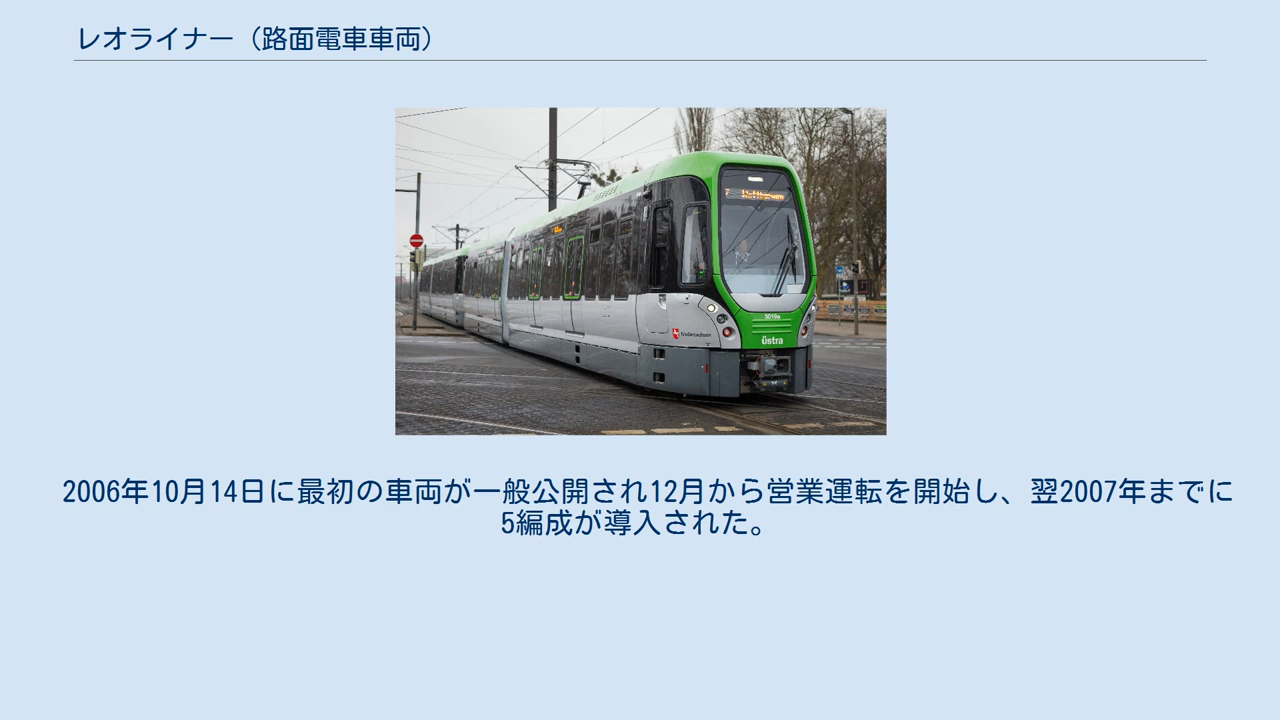 レオライナー（路面電車車両）
7
3019a
üstra
Niedersachsen
2006年10月14日に最初の車両が一般公開され12月から営業運転を開始し、翌2007年までに
5編成が導入された。